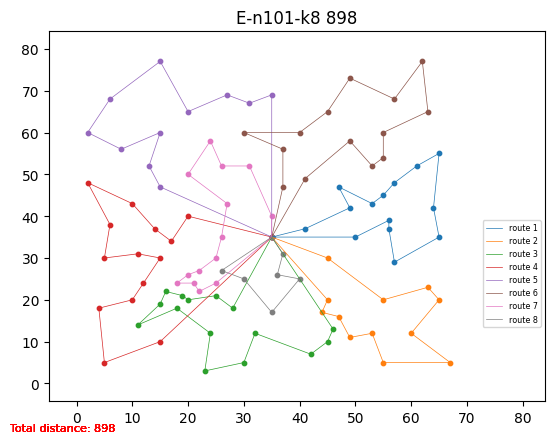 E-n101-k8 898
80
70
60
50
40
30
20
10
0
route 1
route 2
route 3
route 4
route 5
route 6
route 7
route 8
0 10 20 30 40 50 60 70 80
Total distance: 898